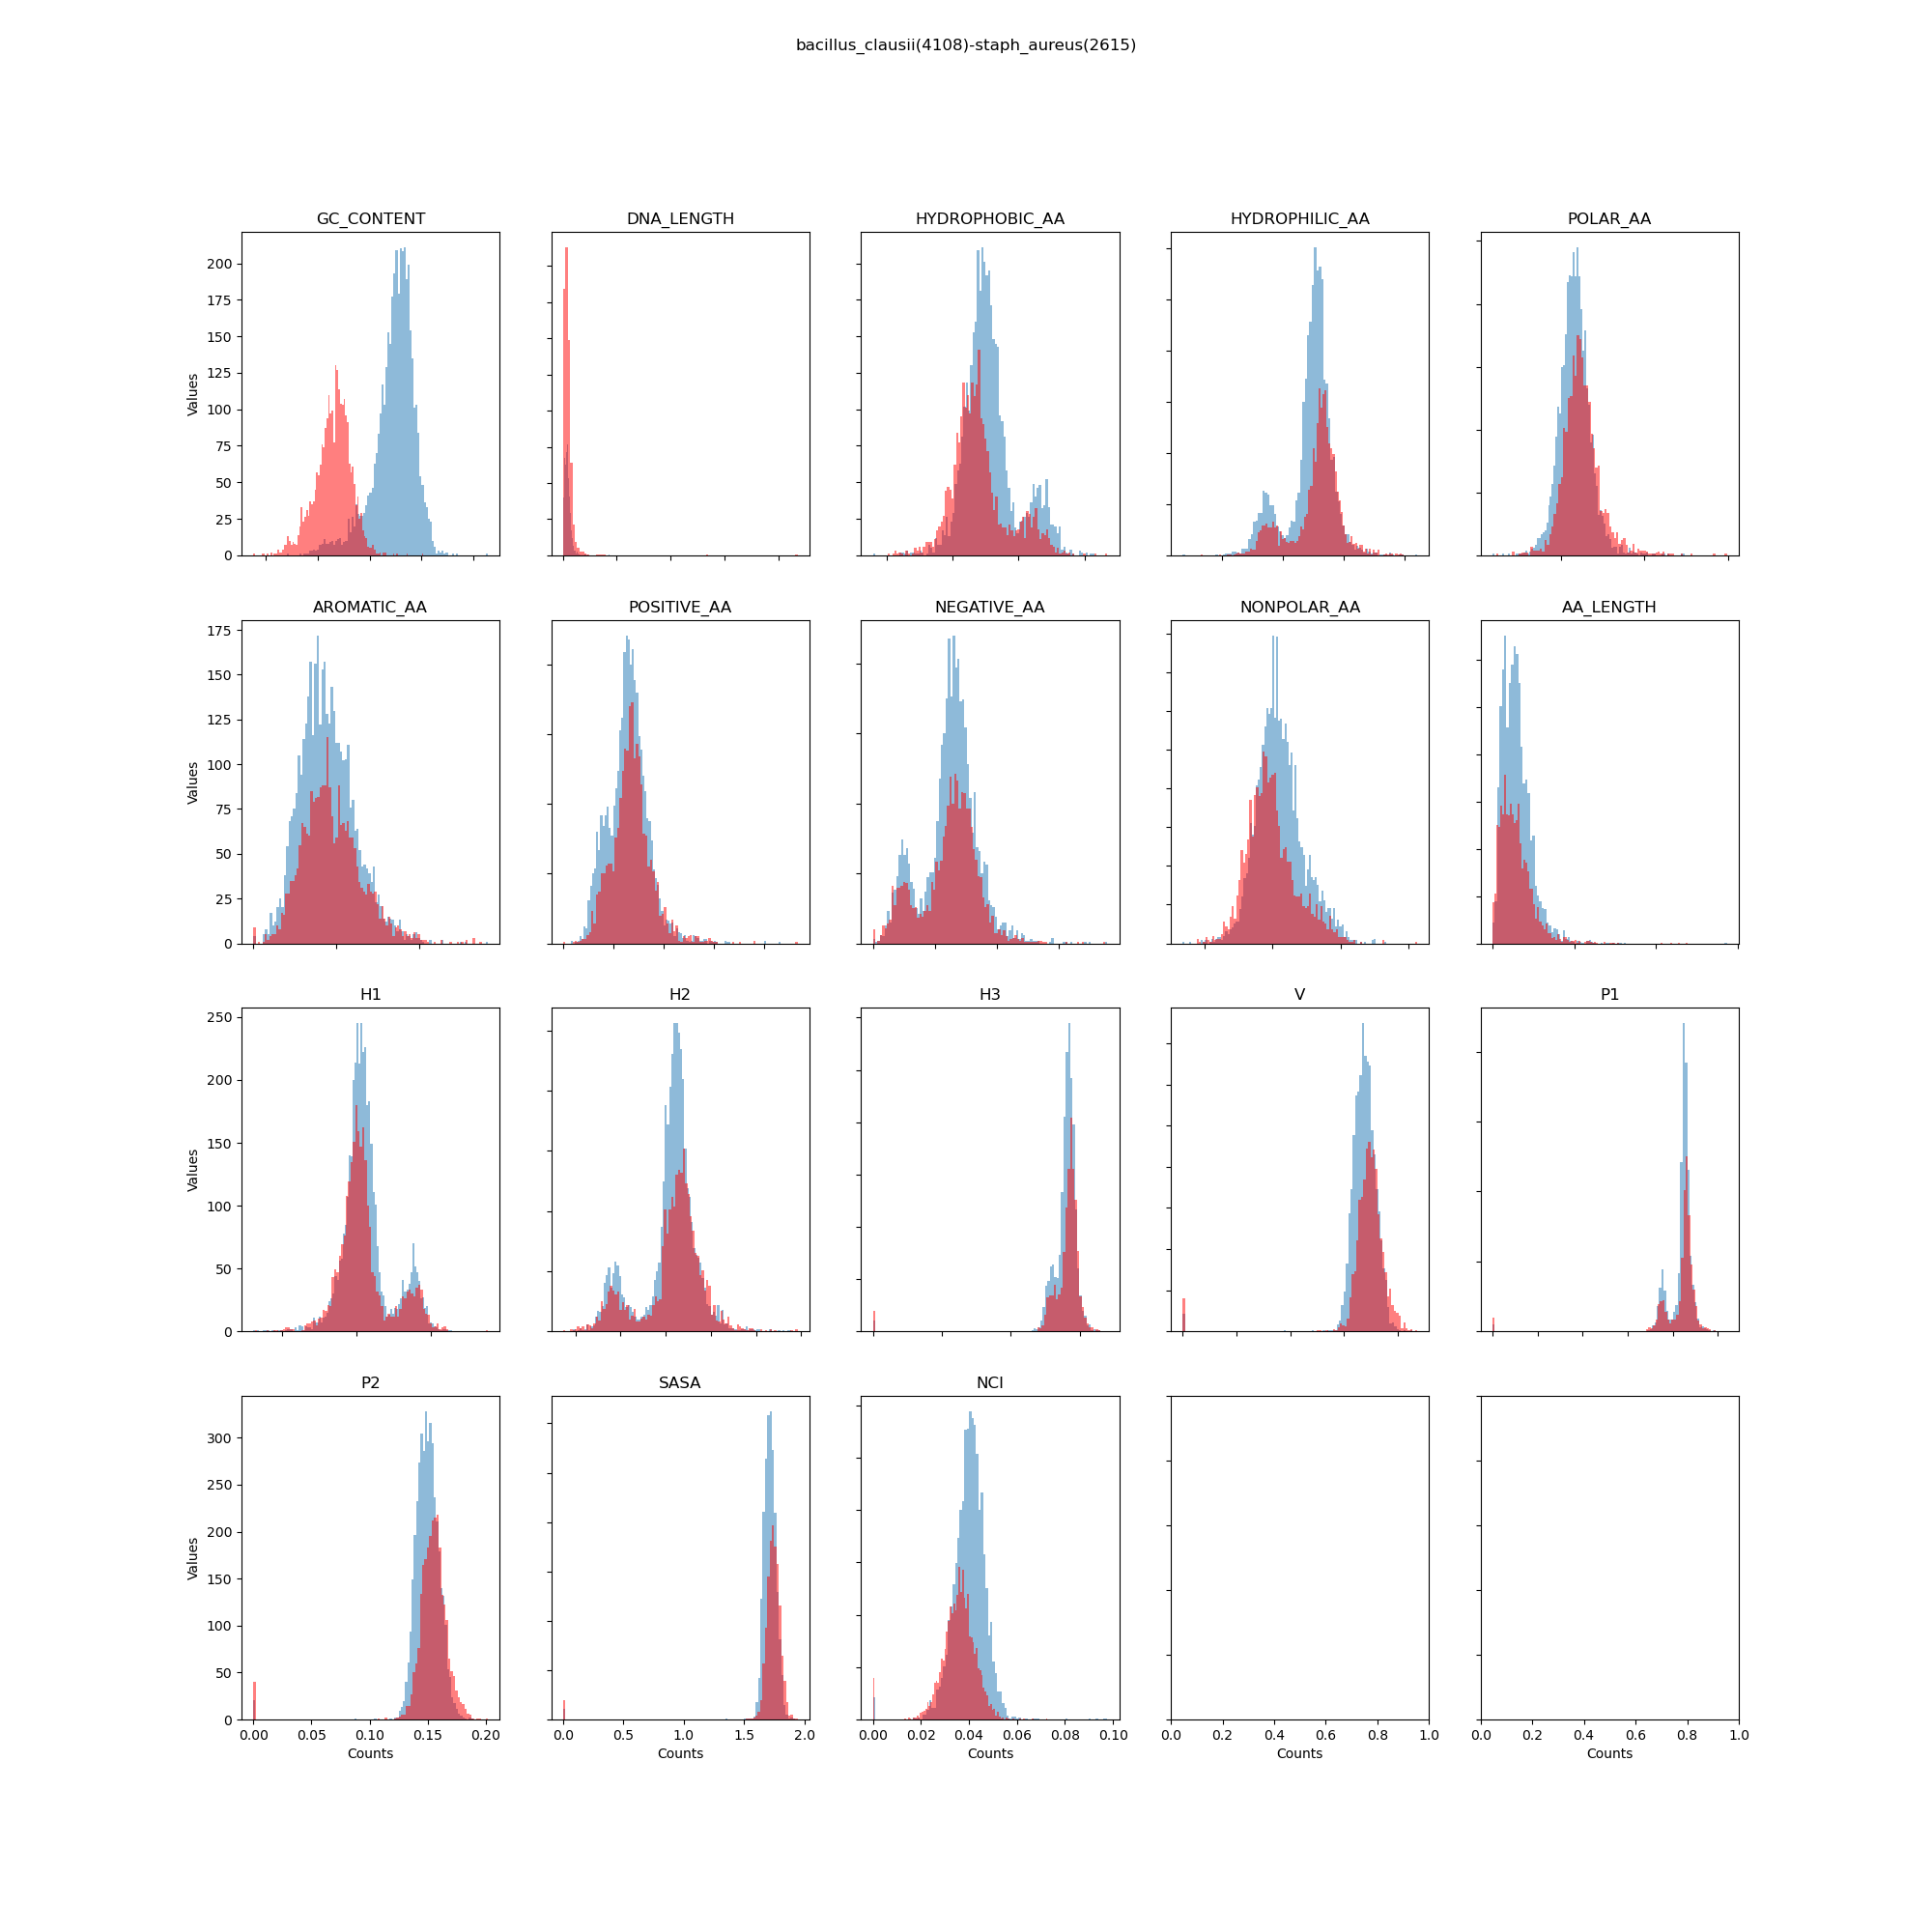 bacillus_clausii(4108)-staph_aureus(2615)
GC_CONTENT
DNA_LENGTH
HYDROPHOBIC_AA
HYDROPHILIC_AA
POLAR_AA
200
175
150
125
100
75
50
25
0
Values
AROMATIC_AA
POSITIVE_AA
NEGATIVE_AA
NONPOLAR_AA
AA_LENGTH
175
150
125
100
75
50
25
0
Values
H1
H2
H3
V
P1
250
200
150
100
50
0
Values
P2
SASA
NCI
300
250
200
150
100
50
0
Values
0.00 0.05 0.10 0.15 0.20
0.0 0.5 1.0 1.5 2.0
0.00 0.02 0.04 0.06 0.08 0.10
0.0 0.2 0.4 0.6 0.8 1.0
0.0 0.2 0.4 0.6 0.8 1.0
Counts
Counts
Counts
Counts
Counts